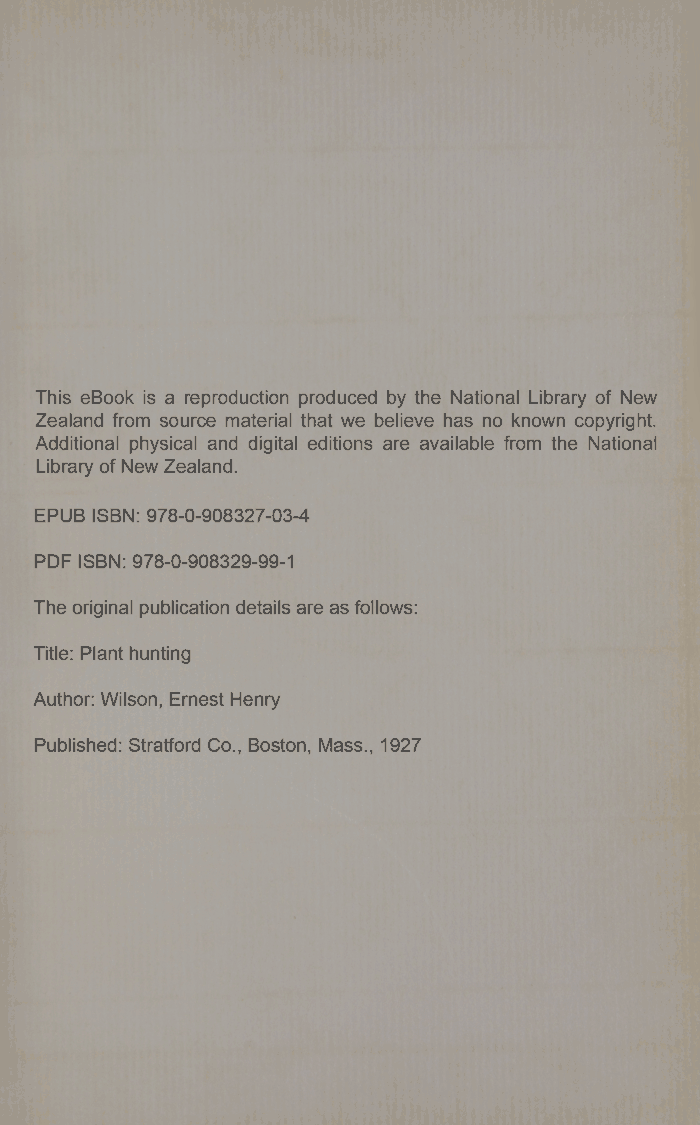 This eBook is a reproduction produced by the National Library of New
Zealand from source material that we believe has no known copyright.
Additional physical and digital editions are available from the National
Library of New Zealand.
EPUB ISBN: 978-0-908327-03-4
PDF ISBN: 978-0-908329-99-1
The original publication details are as follows:
Title: Plant hunting
Author: Wilson, Ernest Henry
Published: Stratford Co., Boston, Mass., 1927